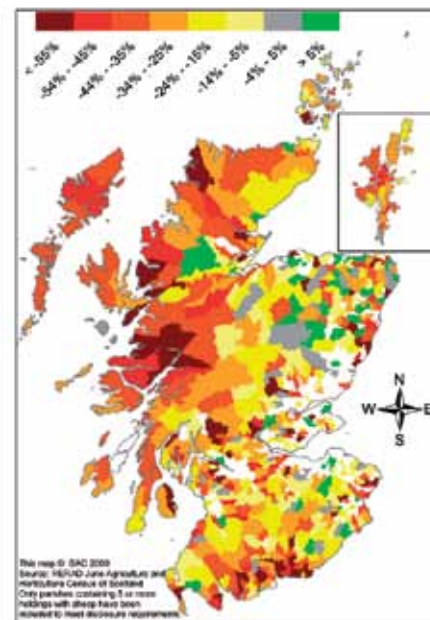 < -55%
-54% - -45%
-44% - -35%
-34% - -25%
-24% - -15%
-14% - -5%
-4% - 5%
> 5%
N
W E
S
This map © SAC 2009
Source: RERAD June Agriculture and
Horticulture Census of Scotland
Only parishes containing 5 or more
holdings with sheep have been
included to meet disclosure requirements